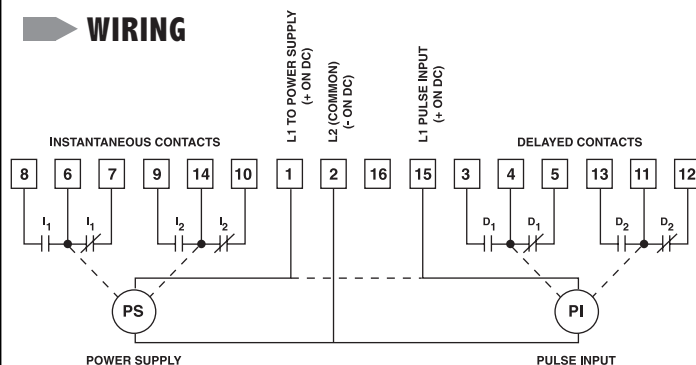 WIRING
L1 TO POWER SUPPLY
(+ ON DC)
L2 (COMMON)
(- ON DC)
L1 PULSE INPUT
(+ ON DC)
INSTANTANEOUS CONTACTS
DELAYED CONTACTS
8 6 7 9 14 10 1 2 16 15 3 4 5 13 11 12
I1 I1 I2 I2 D1 D1 D2 D2
PS PI
POWER SUPPLY PULSE INPUT